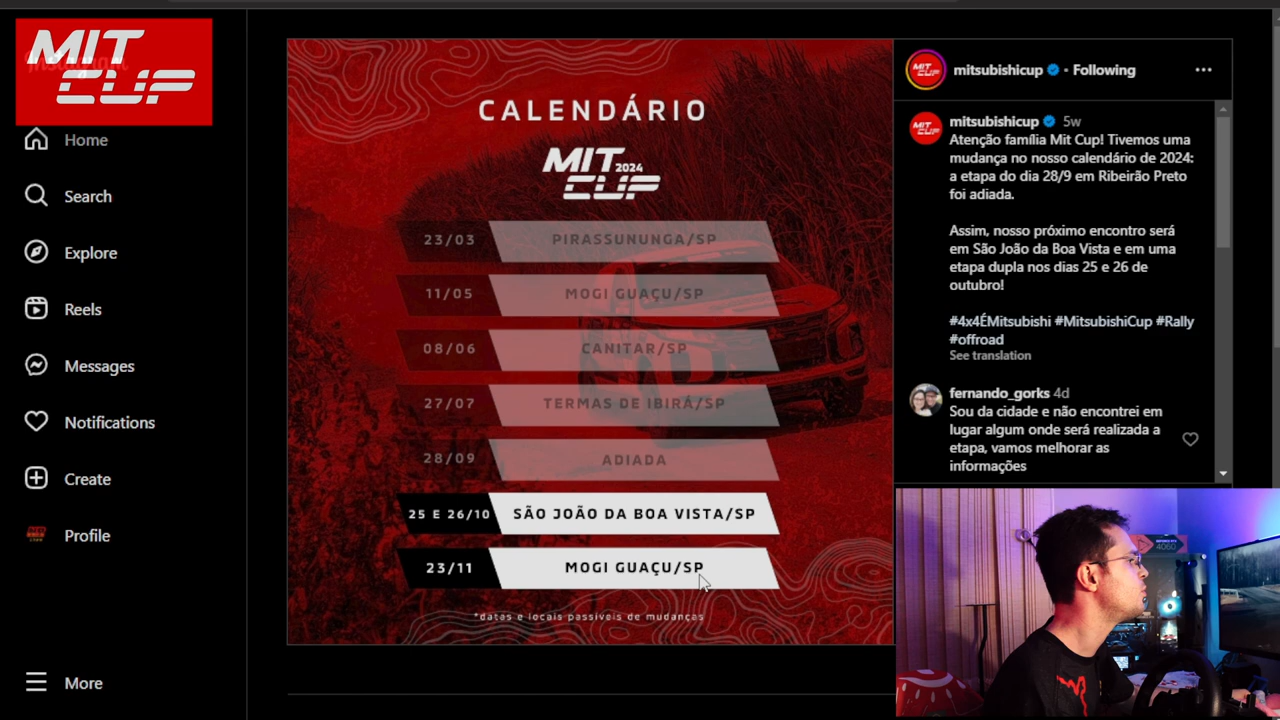 MIT
CUP
Instagram
Home
Search
Explore
Reels
Messages
Notifications
Create
Profile
More
CALENDÁRIO
MIT 2024
CUP
23/03 PIRASSUNUNGA/SP
11/05 MOGI GUAÇU/SP
08/06 CANITAR/SP
27/07 TERMAS DE IBIRÁ/SP
28/09 ADIADA
25 E 26/10 SÃO JOÃO DA BOA VISTA/SP
23/11 MOGI GUAÇU/SP
*datas e locais passíveis de mudanças
MIT
CUP
mitsubishicup • Following
MIT
CUP
mitsubishicup 5w
Atenção família Mit Cup! Tivemos uma
mudança no nosso calendário de 2024:
a etapa do dia 28/9 em Ribeirão Preto
foi adiada.
Assim, nosso próximo encontro será
em São João da Boa Vista e em uma
etapa dupla nos dias 25 e 26 de
outubro!
#4x4ÉMitsubishi #MitsubishiCup #Rally
#offroad
See translation
fernando_gorks 4d
Sou da cidade e não encontrei em
lugar algum onde será realizada a
etapa, vamos melhorar as
informações
4060